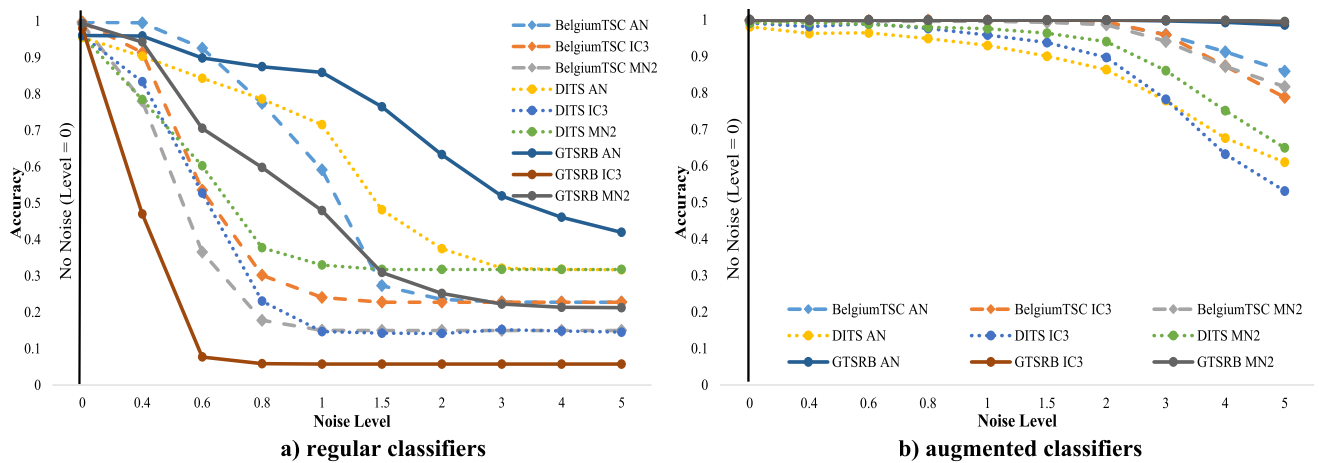 1
0.9
0.8
0.7
0.6
0.5
0.4
0.3
0.2
0.1
0
Accuracy
No Noise (Level = 0)
BelgiumTSC AN
BelgiumTSC IC3
BelgiumTSC MN2
DITS AN
DITS IC3
DITS MN2
GTSRB AN
GTSRB IC3
GTSRB MN2
0 0.4 0.6 0.8 1 1.5 2 3 4 5
Noise Level
a) regular classifiers
1
0.9
0.8
0.7
0.6
0.5
0.4
0.3
0.2
0.1
0
Accuracy
No Noise (Level = 0)
BelgiumTSC AN BelgiumTSC IC3 BelgiumTSC MN2
DITS AN DITS IC3 DITS MN2
GTSRB AN GTSRB IC3 GTSRB MN2
0 0.4 0.6 0.8 1 1.5 2 3 4 5
Noise Level
b) augmented classifiers